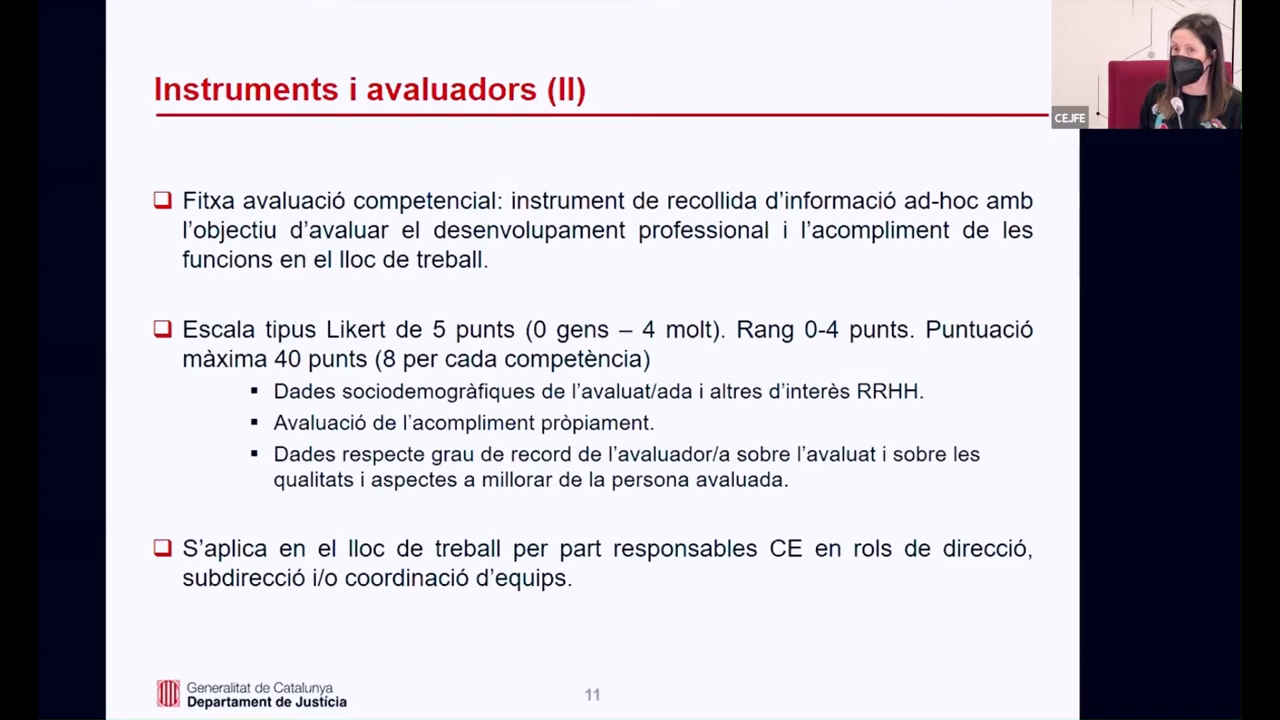 Instruments i avaluadors (II)
CEJFE
Fitxa avaluació competencial: instrument de recollida d'informació ad-hoc amb
l'objectiu d'avaluar el desenvolupament professional i l'acompliment de les
funcions en el lloc de treball.
Escala tipus Likert de 5 punts (0 gens – 4 molt). Rang 0-4 punts. Puntuació
màxima 40 punts (8 per cada competència)
Dades sociodemogràfiques de l'avaluat/ada i altres d'interès RRHH.
Avaluació de l'acompliment pròpiament.
Dades respecte grau de record de l'avaluador/a sobre l'avaluat i sobre les
qualitats i aspectes a millorar de la persona avaluada.
S'aplica en el lloc de treball per part responsables CE en rols de direcció,
subdirecció i/o coordinació d'equips.
Generalitat de Catalunya
Departament de Justícia
11